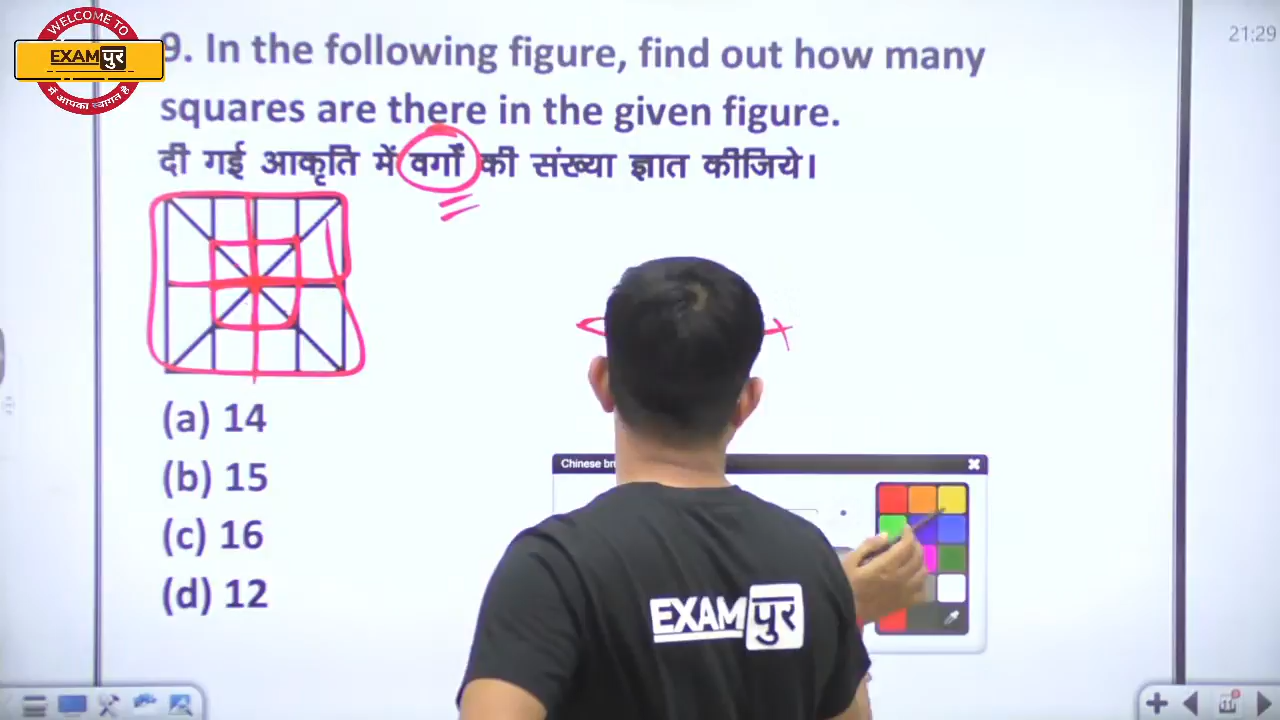 WELCOME TO
EXAMपुर
में आपका स्वागत है
21:29
9. In the following figure, find out how many
squares are there in the given figure.
दी गई आकृति में वर्गों की संख्या ज्ञात कीजिये।
(a) 14
(b) 15
(c) 16
(d) 12
Chinese br
EXAMपुर